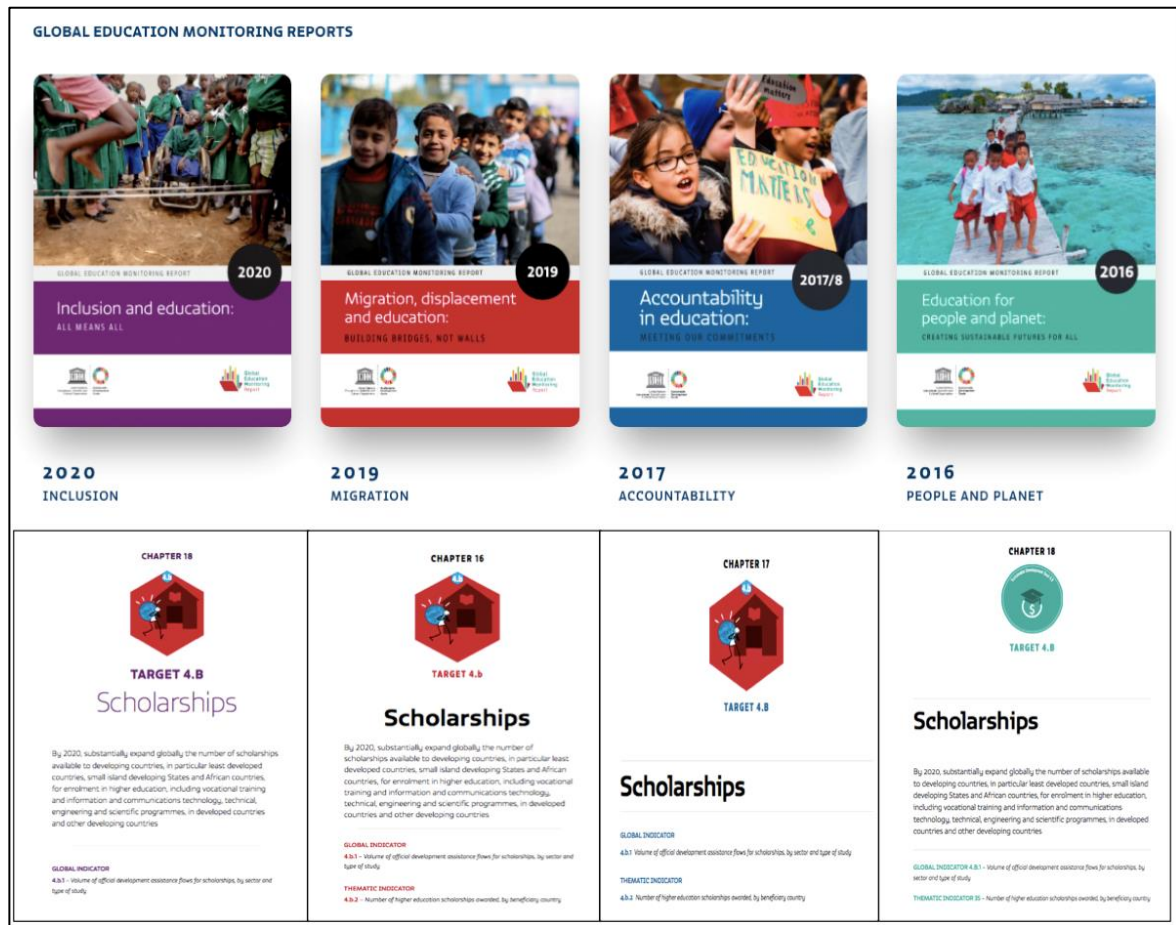 GLOBAL EDUCATION MONITORING REPORTS
Education Matters
EDUCATION
MATTERS
GLOBAL EDUCATION MONITORING REPORT
2020
Inclusion and education:
ALL MEANS ALL
Global
Education
Monitoring
Report
GLOBAL EDUCATION MONITORING REPORT
2019
Migration, displacement
and education:
BUILDING BRIDGES, NOT WALLS
Global
Education
Monitoring
Report
GLOBAL EDUCATION MONITORING REPORT
2017/8
Accountability
in education:
MEETING OUR COMMITMENTS
Global
Education
Monitoring
Report
GLOBAL EDUCATION MONITORING REPORT
2016
Education for
people and planet:
CREATING SUSTAINABLE FUTURES FOR ALL
Global
Education
Monitoring
Report
2020
INCLUSION
2019
MIGRATION
2017
ACCOUNTABILITY
2016
PEOPLE AND PLANET
CHAPTER 18
TARGET 4.B
Scholarships
By 2020, substantially expand globally the number of scholarships
available to developing countries, in particular least developed
countries, small island developing States and African countries,
for enrolment in higher education, including vocational training
and information and communications technology, technical,
engineering and scientific programmes, in developed countries
and other developing countries
GLOBAL INDICATOR
4.b.1 – Volume of official development assistance flows for scholarships, by sector and
type of study
CHAPTER 16
TARGET 4.b
Scholarships
By 2020, substantially expand globally the number of
scholarships available to developing countries, in particular least
developed countries, small island developing States and African
countries, for enrolment in higher education, including vocational
training and information and communications technology,
technical, engineering and scientific programmes, in developed
countries and other developing countries
GLOBAL INDICATOR
4.b.1 – Volume of official development assistance flows for scholarships, by sector and
type of study
THEMATIC INDICATOR
4.b.2 – Number of higher education scholarships awarded, by beneficiary country
CHAPTER 17
TARGET 4.B
Scholarships
GLOBAL INDICATOR
4.b.1 Volume of official development assistance flows for scholarships, by sector and type of study
THEMATIC INDICATOR
4.b.2 Number of higher education scholarships awarded, by beneficiary country
CHAPTER 18
TARGET 4.B
Scholarships
By 2020, substantially expand globally the number of scholarships available
to developing countries, in particular least developed countries, small island
developing States and African countries, for enrolment in higher education,
including vocational training and information and communications
technology, technical, engineering and scientific programmes, in developed
countries and other developing countries
GLOBAL INDICATOR 4.B.1 – Volume of official development assistance flows for scholarships, by
sector and type of study
THEMATIC INDICATOR 35 – Number of higher education scholarships awarded, by beneficiary country